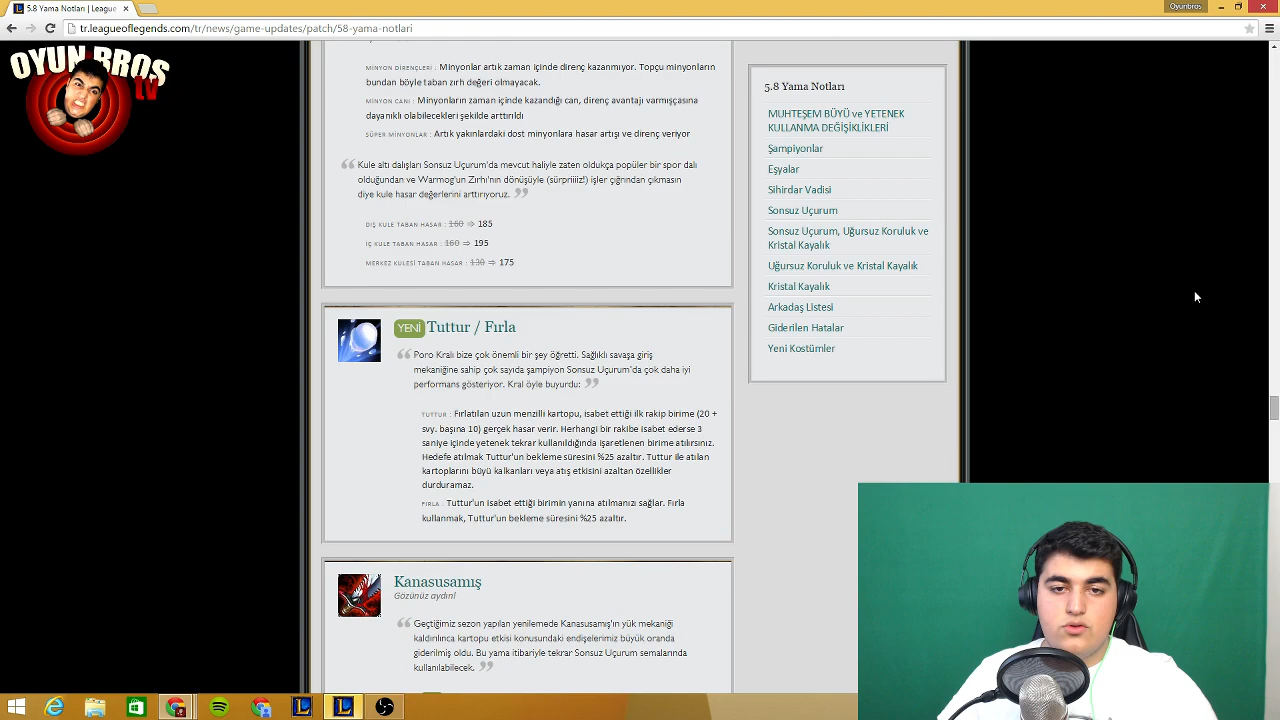 5.8 Yama Notları | League
Oyunbros
tr.leagueoflegends.com/tr/news/game-updates/patch/58-yama-notlari
OYUN BROS
TV
MİNYON DİRENÇLERİ : Minyonlar artık zaman içinde direnç kazanmıyor. Topçu minyonların
bundan böyle taban zırh değeri olmayacak.
MİNYON CANI : Minyonların zaman içinde kazandığı can, direnç avantajı varmışçasına
dayanıklı olabilecekleri şekilde arttırıldı
SÜPER MİNYONLAR : Artık yakınlardaki dost minyonlara hasar artışı ve direnç veriyor
Kule altı dalışları Sonsuz Uçurum'da mevcut haliyle zaten oldukça popüler bir spor dalı
olduğundan ve Warmog'un Zırhı'nın dönüşüyle (sürpriiiz!) işler çığrından çıkmasın
diye kule hasar değerlerini arttırıyoruz.
DIŞ KULE TABAN HASAR : 160 ⇒ 185
İÇ KULE TABAN HASAR : 160 ⇒ 195
MERKEZ KULESİ TABAN HASAR : 130 ⇒ 175
YENİ Tuttur / Fırla
Poro Kralı bize çok önemli bir şey öğretti. Sağlıklı savaşa giriş
mekaniğine sahip çok sayıda şampiyon Sonsuz Uçurum'da çok daha iyi
performans gösteriyor. Kral öyle buyurdu:
TUTTUR : Fırlatılan uzun menzilli kartopu, isabet ettiği ilk rakip birime (20 +
svy. başına 10) gerçek hasar verir. Herhangi bir rakibe isabet ederse 3
saniye içinde yetenek tekrar kullanıldığında işaretlenen birime atılırsınız.
Hedefe atılmak Tuttur'un bekleme süresini %25 azaltır. Tuttur ile atılan
kartoplarını büyü kalkanları veya atış etkisini azaltan özellikler
durduramaz.
FIRLA : Tuttur'un isabet ettiği birimin yanına atılmanızı sağlar. Fırla
kullanmak, Tuttur'un bekleme süresini %25 azaltır.
Kanasusamış
Gözünüz aydın!
Geçtiğimiz sezon yapılan yenilemede Kanasusamış'ın yük mekaniği
kaldırılınca kartopu etkisi konusundaki endişelerimiz büyük oranda
giderilmiş oldu. Bu yama itibariyle tekrar Sonsuz Uçurum semalarında
kullanılabilecek.
5.8 Yama Notları
MUHTEŞEM BÜYÜ ve YETENEK
KULLANMA DEĞİŞİKLİKLERİ
Şampiyonlar
Eşyalar
Sihirdar Vadisi
Sonsuz Uçurum
Sonsuz Uçurum, Uğursuz Koruluk ve
Kristal Kayalık
Uğursuz Koruluk ve Kristal Kayalık
Kristal Kayalık
Arkadaş Listesi
Giderilen Hatalar
Yeni Kostümler